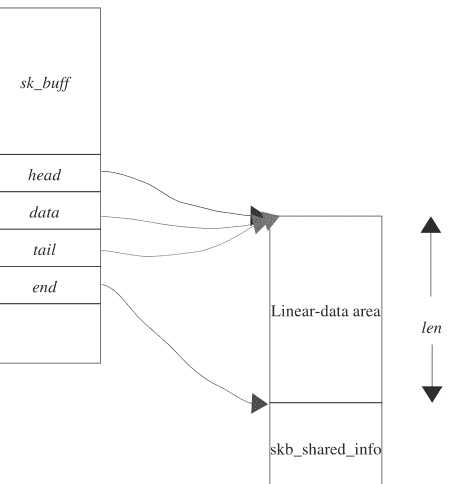 sk_buff
head
data
tail
end
Linear-data area
len
skb_shared_info